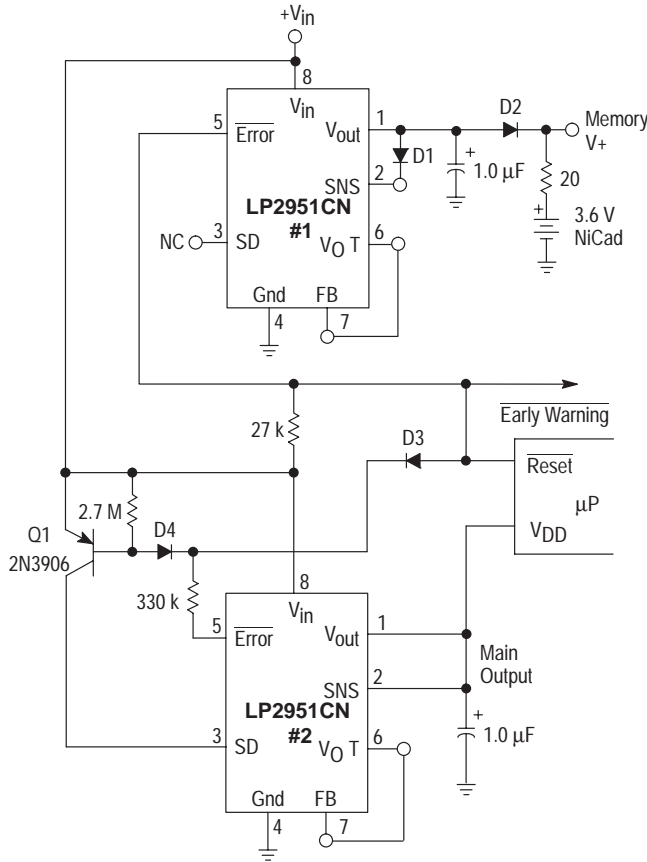 +Vin
8
Vin
D2
5
Error
Vout
1
Memory
V+
D1
+
1.0 µF
SNS
2
20
LP2951CN
#1
+
3.6 V
NiCad
NC
3
SD
VO T
6
Gnd
FB
4
7
Early Warning
27 k
D3
Reset
µP
2.7 M
Q1
D4
VDD
2N3906
8
330 k
Vin
5
Error
Vout
1
Main
Output
SNS
2
LP2951CN
#2
+
1.0 µF
3
SD
VO T
6
Gnd
FB
4
7